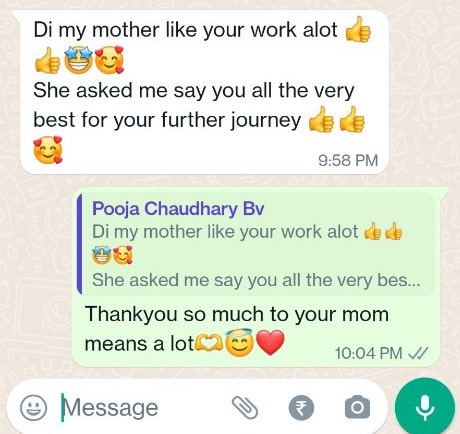 Di my mother like your work alot 👍
👍🤩🥰
She asked me say you all the very
best for your further journey 👍👍
🥰
9:58 PM
Pooja Chaudhary Bv
Di my mother like your work alot 👍👍
🤩🥰
She asked me say you all the very bes...
Thankyou so much to your mom
means a lot🫶😇❤️
10:04 PM
Message